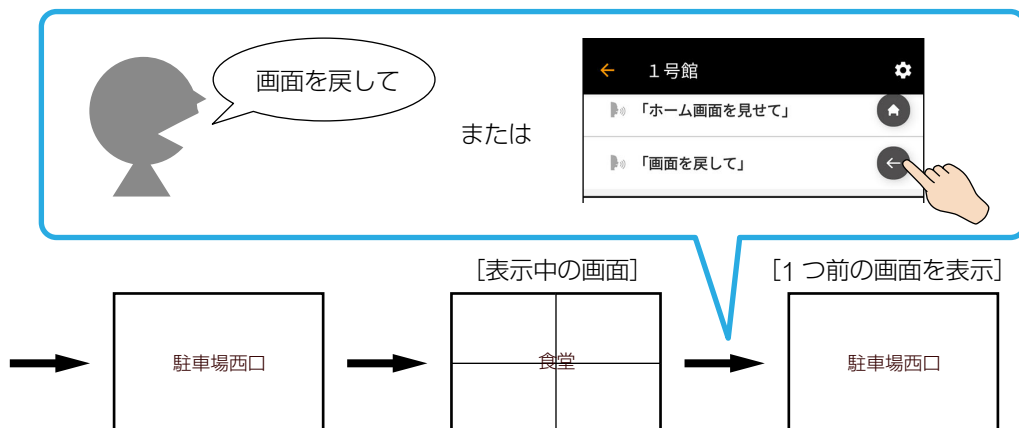 画面を戻して
または
1号館
「ホーム画面を見せて」
「画面を戻して」
[表示中の画面]
[1つ前の画面を表示]
駐車場西口
食堂
駐車場西口